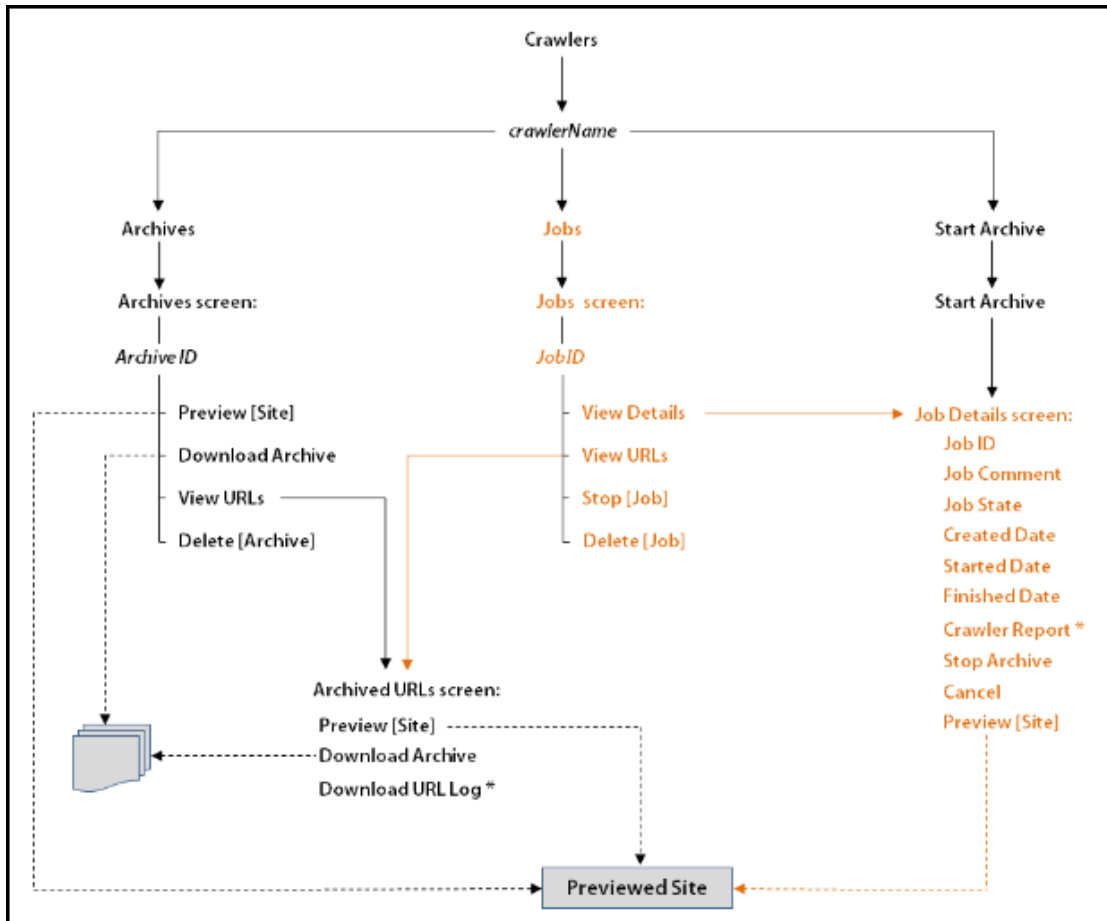 Crawlers
crawlerName
Archives
Jobs
Start Archive
Archives screen:
Jobs screen:
Start Archive
ArchiveID
JobID
Preview [Site]
Download Archive
View URLs
Delete [Archive]
View Details
View URLs
Stop [Job]
Delete [Job]
Job Details screen:
Job ID
Job Comment
Job State
Created Date
Started Date
Finished Date
Crawler Report *
Stop Archive
Cancel
Preview [Site]
Archived URLs screen:
Preview [Site]
Download Archive
Download URL Log *
Previewed Site